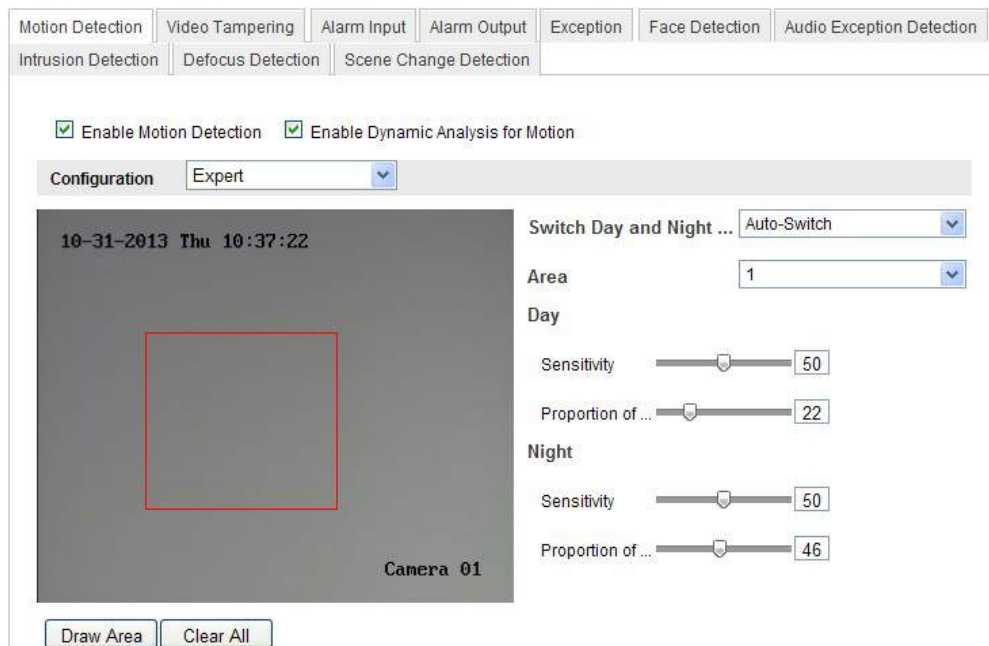 Motion Detection Video Tampering Alarm Input Alarm Output Exception Face Detection Audio Exception Detection
Intrusion Detection Defocus Detection Scene Change Detection
Enable Motion Detection Enable Dynamic Analysis for Motion
Configuration Expert
10-31-2013 Thu 10:37:22
Camera 01
Switch Day and Night ... Auto-Switch
Area 1
Day
Sensitivity 50
Proportion of ... 22
Night
Sensitivity 50
Proportion of ... 46
Draw Area Clear All